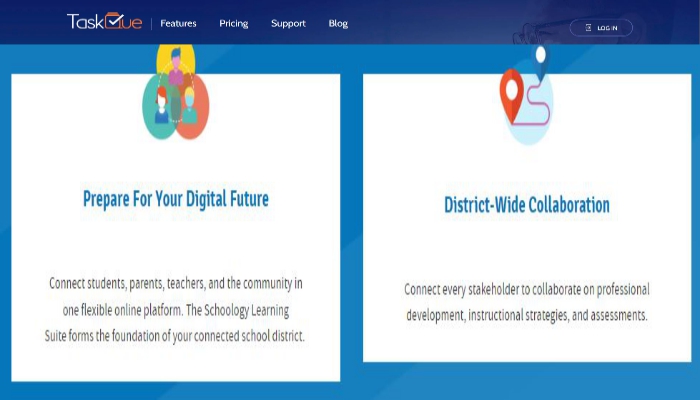 TaskQue
Features
Pricing
Support
Blog
LOG IN
Prepare For Your Digital Future
Connect students, parents, teachers, and the community in
one flexible online platform. The Schoology Learning
Suite forms the foundation of your connected school district.
District-Wide Collaboration
Connect every stakeholder to collaborate on professional
development, instructional strategies, and assessments.